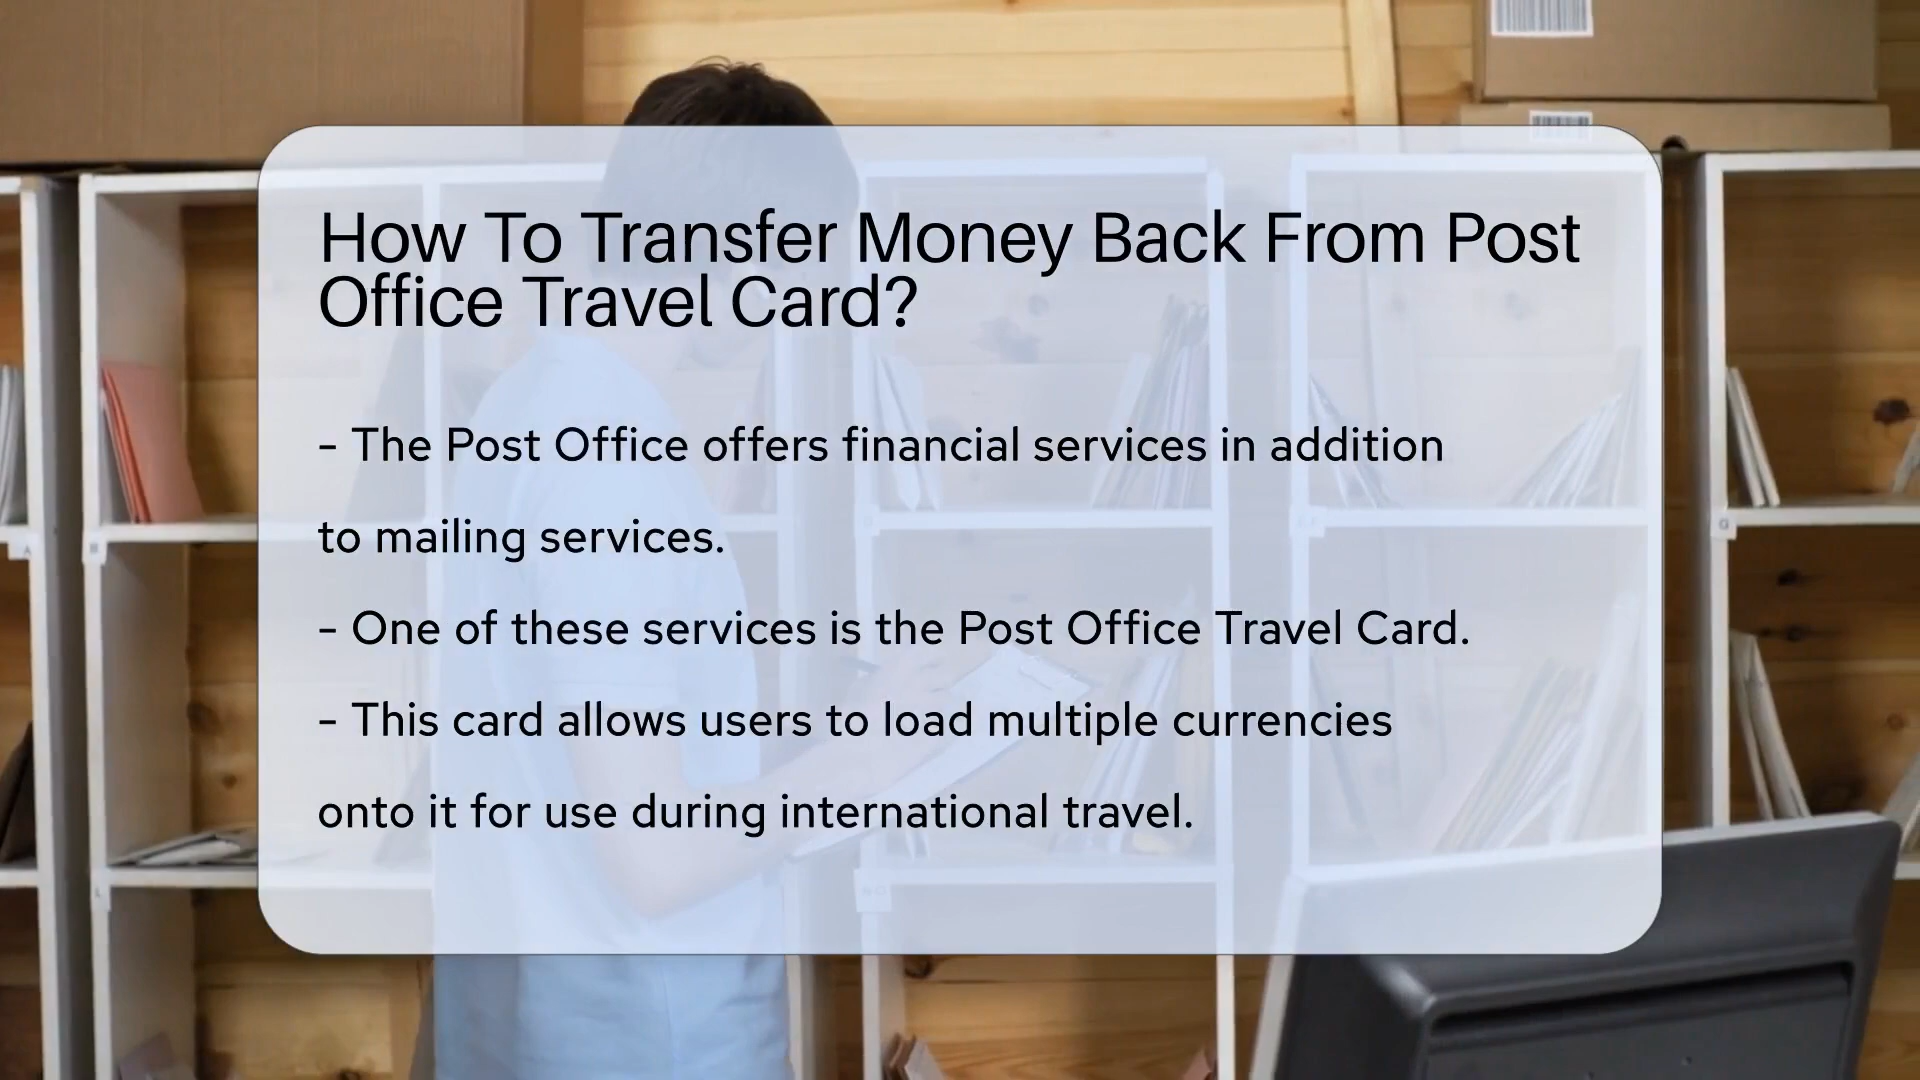 How To Transfer Money Back From Post
Office Travel Card?
- The Post Office offers financial services in addition
to mailing services.
- One of these services is the Post Office Travel Card.
- This card allows users to load multiple currencies
onto it for use during international travel.